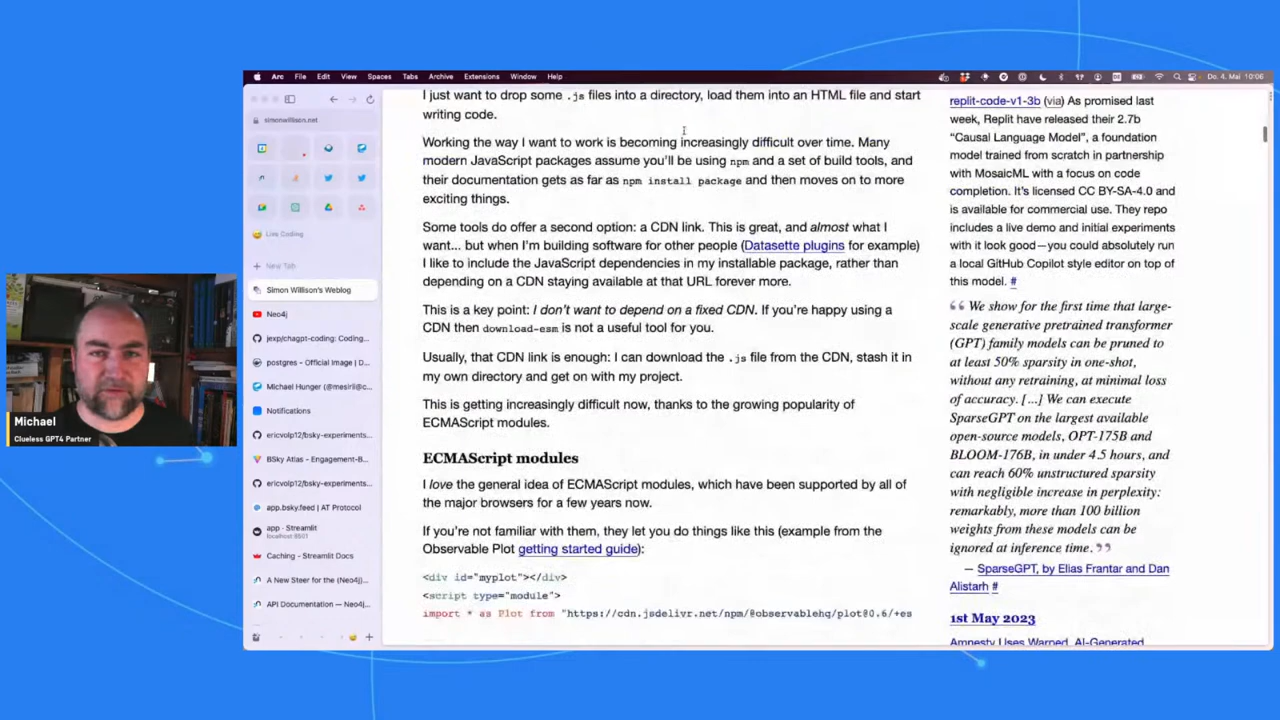 Arc File Edit View Spaces Tabs Archive Extensions Window Help
Do. 4. Mai 10:06
simonwillison.net
Live Coding
New Tab
Simon Willison's Weblog
Neo4j
jexp/chagpt-coding: Coding...
postgres – Official Image | D...
Michael Hunger (@mesirii@c...
Notifications
ericvolp12/bsky-experiments...
BSky Atlas - Engagement-B...
ericvolp12/bsky-experiments...
app.bsky.feed | AT Protocol
app · Streamlit
localhost:8501
Caching - Streamlit Docs
A New Steer for the (Neo4j)...
API Documentation — Neo4j...
Michael
Clueless GPT4 Partner
I just want to drop some .js files into a directory, load them into an HTML file and start
writing code.
Working the way I want to work is becoming increasingly difficult over time. Many
modern JavaScript packages assume you'll be using npm and a set of build tools, and
their documentation gets as far as npm install package and then moves on to more
exciting things.
Some tools do offer a second option: a CDN link. This is great, and almost what I
want... but when I'm building software for other people (Datasette plugins for example)
I like to include the JavaScript dependencies in my installable package, rather than
depending on a CDN staying available at that URL forever more.
This is a key point: I don't want to depend on a fixed CDN. If you're happy using a
CDN then download-esm is not a useful tool for you.
Usually, that CDN link is enough: I can download the .js file from the CDN, stash it in
my own directory and get on with my project.
This is getting increasingly difficult now, thanks to the growing popularity of
ECMAScript modules.
ECMAScript modules
I love the general idea of ECMAScript modules, which have been supported by all of
the major browsers for a few years now.
If you're not familiar with them, they let you do things like this (example from the
Observable Plot getting started guide):
<div id="myplot"></div>
<script type="module">
import * as Plot from "https://cdn.jsdelivr.net/npm/@observablehq/plot@0.6/+es
replit-code-v1-3b (via) As promised last
week, Replit have released their 2.7b
“Causal Language Model”, a foundation
model trained from scratch in partnership
with MosaicML with a focus on code
completion. It's licensed CC BY-SA-4.0 and
is available for commercial use. They repo
includes a live demo and initial experiments
with it look good—you could absolutely run
a local GitHub Copilot style editor on top of
this model. #
“ We show for the first time that large-
scale generative pretrained transformer
(GPT) family models can be pruned to
at least 50% sparsity in one-shot,
without any retraining, at minimal loss
of accuracy. [...] We can execute
SparseGPT on the largest available
open-source models, OPT-175B and
BLOOM-176B, in under 4.5 hours, and
can reach 60% unstructured sparsity
with negligible increase in perplexity:
remarkably, more than 100 billion
weights from these models can be
ignored at inference time. ”
— SparseGPT, by Elias Frantar and Dan
Alistarh #
1st May 2023
Amnesty Uses Warped, AI-Generated